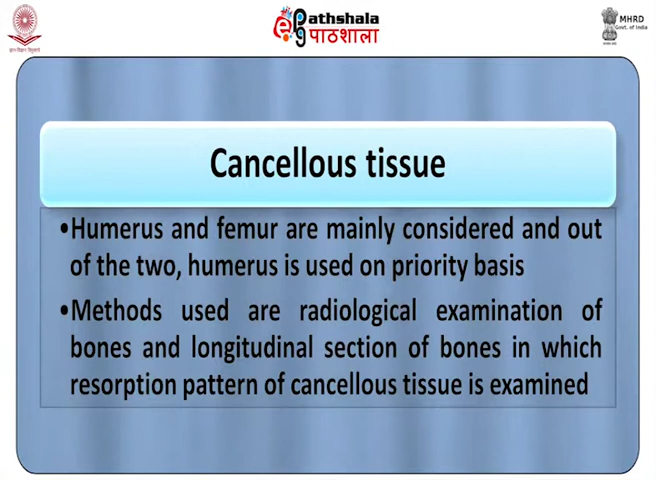 ePG Pathshala
पाठशाला
MHRD
Govt. of India
Cancellous tissue
•Humerus and femur are mainly considered and out
of the two, humerus is used on priority basis
•Methods used are radiological examination of
bones and longitudinal section of bones in which
resorption pattern of cancellous tissue is examined